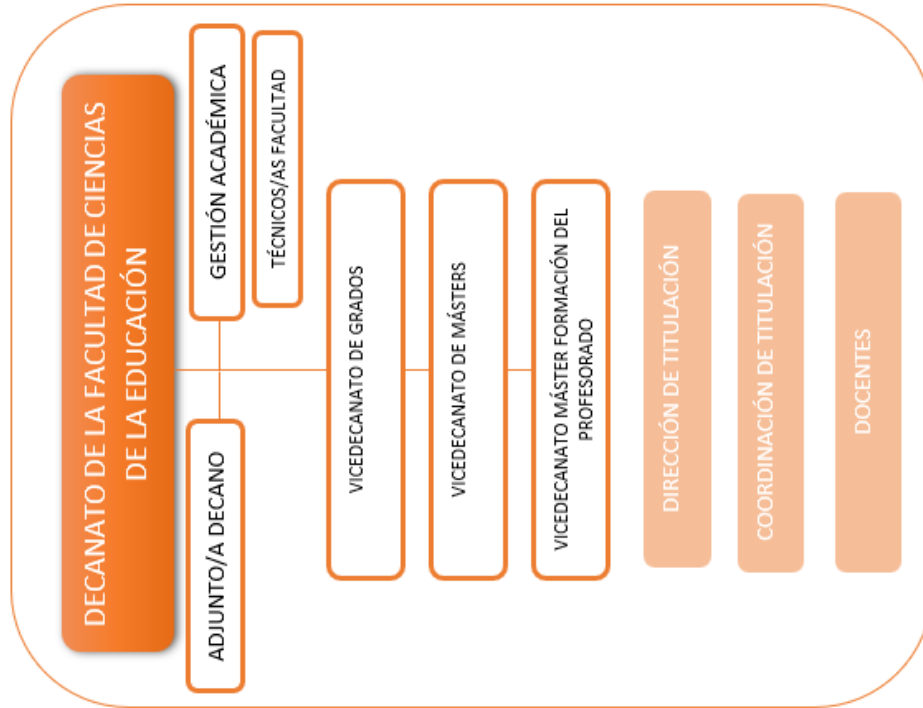 DECANATO DE LA FACULTAD DE CIENCIAS
DE LA EDUCACIÓN
ADJUNTO/A DECANO
GESTIÓN ACADÉMICA
TÉCNICOS/AS FACULTAD
VICEDECANATO DE GRADOS
VICEDECANATO DE MÁSTERS
VICEDECANATO MÁSTER FORMACIÓN DEL
PROFESORADO
DIRECCIÓN DE TITULACIÓN
COORDINACIÓN DE TITULACIÓN
DOCENTES